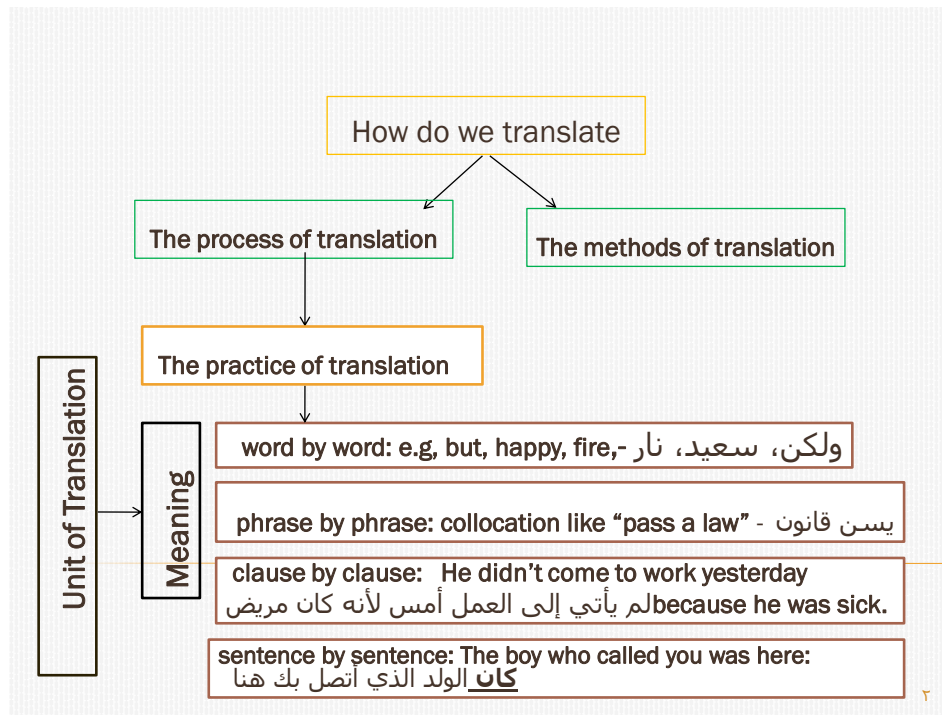 How do we translate
The process of translation
The methods of translation
The practice of translation
Unit of Translation
Meaning
word by word: e.g, but, happy, fire,- ولكن، سعيد، نار
phrase by phrase: collocation like “pass a law” - يسن قانون
clause by clause: He didn’t come to work yesterday
لم يأتي إلى العمل أمس لأنه كان مريض because he was sick.
sentence by sentence: The boy who called you was here:
كان الولد الذي أتصل بك هنا
٢